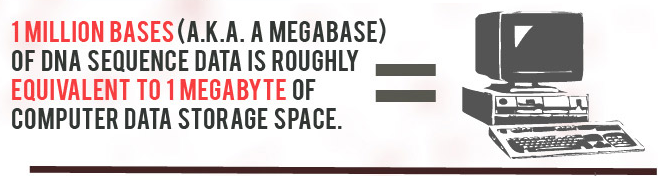 1 MILLION BASES (A.K.A. A MEGABASE)
OF DNA SEQUENCE DATA IS ROUGHLY
EQUIVALENT TO 1 MEGABYTE OF
COMPUTER DATA STORAGE SPACE.